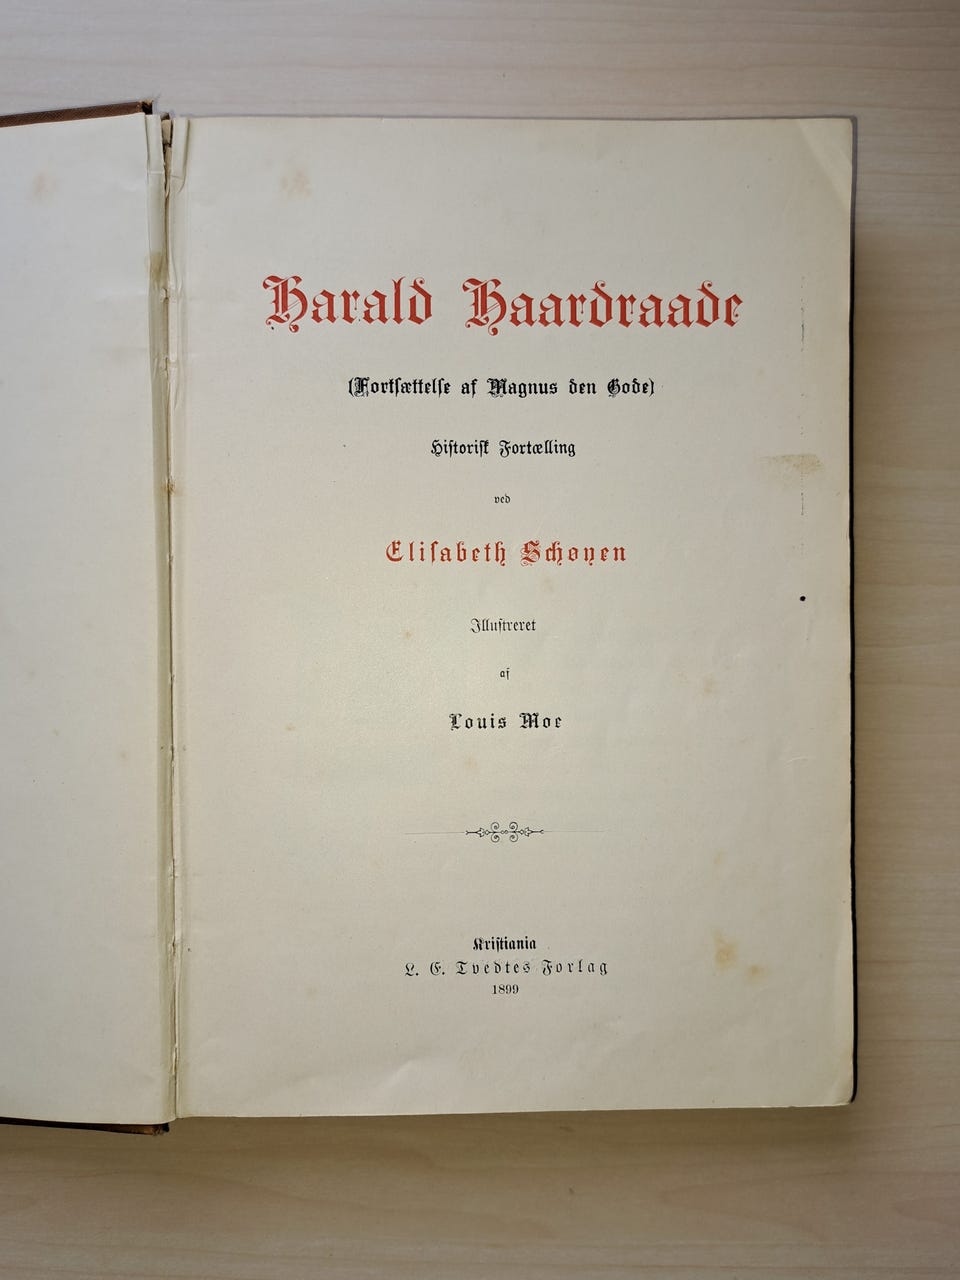 Harald Haardraade
(Fortsættelse af Magnus den Gode)
Historisk Fortælling
ved
Elisabeth Schøyen
Illustreret
af
Louis Moe
Kristiania
L. E. Tvedtes Forlag
1899